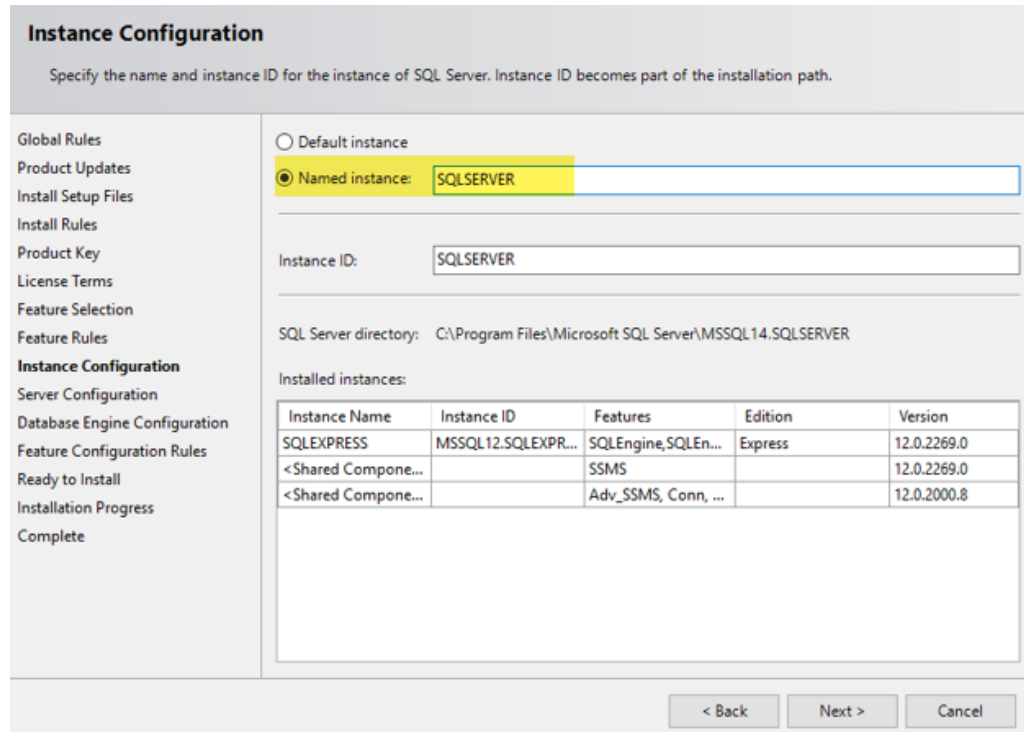 Instance Configuration
Specify the name and instance ID for the instance of SQL Server. Instance ID becomes part of the installation path.
Global Rules
Product Updates
Install Setup Files
Install Rules
Product Key
License Terms
Feature Selection
Feature Rules
Instance Configuration
Server Configuration
Database Engine Configuration
Feature Configuration Rules
Ready to Install
Installation Progress
Complete
Default instance
Named instance: SQLSERVER
Instance ID: SQLSERVER
SQL Server directory: C:\Program Files\Microsoft SQL Server\MSSQL14.SQLSERVER
Installed instances:
Instance Name Instance ID Features Edition Version
SQLEXPRESS MSSQL12.SQLEXPR... SQLEngine,SQLEn... Express 12.0.2269.0
<Shared Compone... SSMS 12.0.2269.0
<Shared Compone... Adv_SSMS, Conn, ... 12.0.2000.8
< Back Next > Cancel